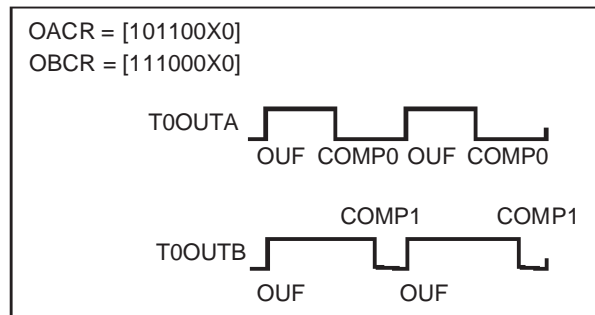 OACR = [101100X0]
OBCR = [111000X0]
T0OUTA
OUF COMP0 OUF COMP0
COMP1 COMP1
T0OUTB
OUF OUF